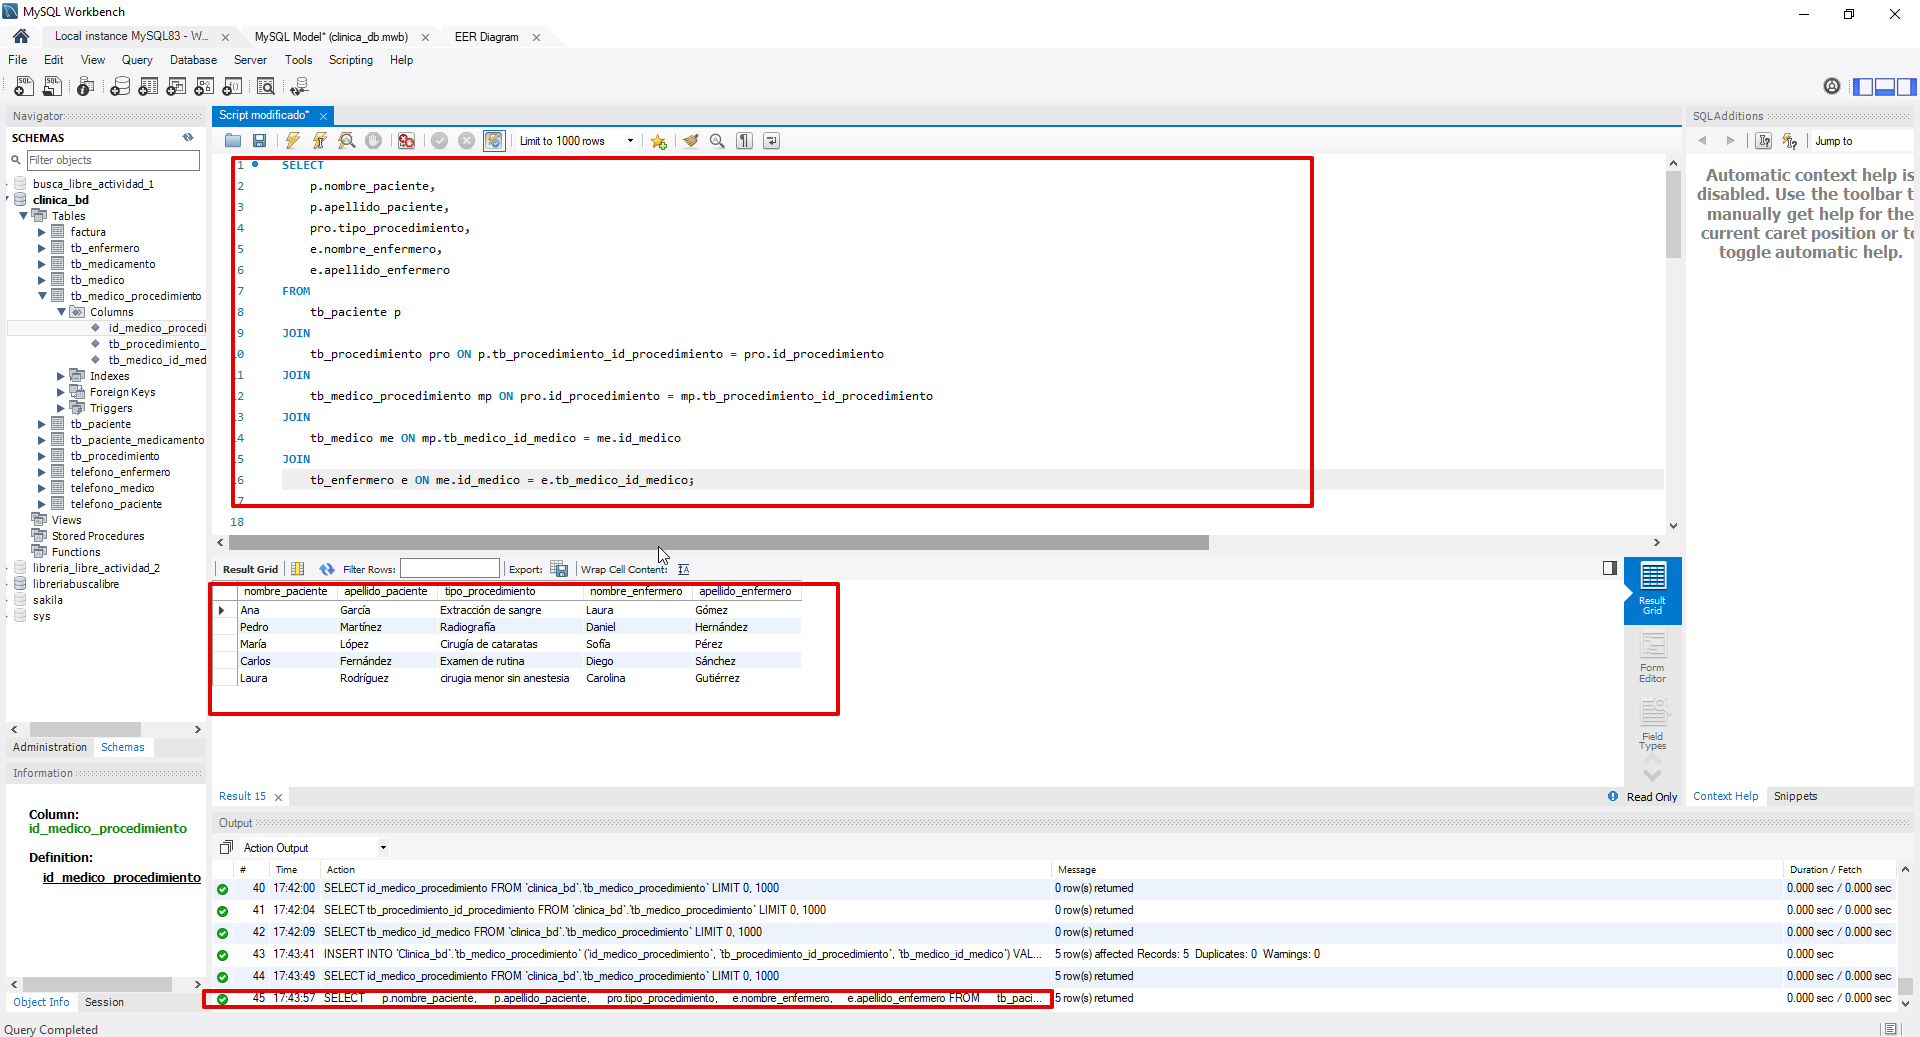 MySQL Workbench
Local instance MySQL83 - W...
MySQL Model* (clinica_db.mwb)
EER Diagram
File Edit View Query Database Server Tools Scripting Help
Navigator
SCHEMAS
Filter objects
busca_libre_actividad_1
clinica_bd
Tables
factura
tb_enfermero
tb_medicamento
tb_medico
tb_medico_procedimiento
Columns
id_medico_procedi
tb_procedimiento_
tb_medico_id_med
Indexes
Foreign Keys
Triggers
tb_paciente
tb_paciente_medicamento
tb_procedimiento
telefono_enfermero
telefono_medico
telefono_paciente
Views
Stored Procedures
Functions
libreria_libre_actividad_2
libreriabuscalibre
sakila
sys
Administration Schemas
Information
Column:
id_medico_procedimiento
Definition:
id_medico_procedimiento
Object Info Session
Query Completed
Script modificado*
Limit to 1000 rows
1 SELECT
2 p.nombre_paciente,
3 p.apellido_paciente,
4 pro.tipo_procedimiento,
5 e.nombre_enfermero,
6 e.apellido_enfermero
7 FROM
8 tb_paciente p
9 JOIN
.0 tb_procedimiento pro ON p.tb_procedimiento_id_procedimiento = pro.id_procedimiento
.1 JOIN
.2 tb_medico_procedimiento mp ON pro.id_procedimiento = mp.tb_procedimiento_id_procedimiento
.3 JOIN
.4 tb_medico me ON mp.tb_medico_id_medico = me.id_medico
.5 JOIN
.6 tb_enfermero e ON me.id_medico = e.tb_medico_id_medico;
.7
18
Result Grid Filter Rows: Export: Wrap Cell Content: IA
nombre_paciente apellido_paciente tipo_procedimiento nombre_enfermero apellido_enfermero
Ana García Extracción de sangre Laura Gómez
Pedro Martínez Radiografía Daniel Hernández
María López Cirugía de cataratas Sofía Pérez
Carlos Fernández Examen de rutina Diego Sánchez
Laura Rodríguez cirugia menor sin anestesia Carolina Gutiérrez
Result Grid
Form Editor
Field Types
Result 15
Read Only
Output
Action Output
# Time Action Message Duration / Fetch
40 17:42:00 SELECT id_medico_procedimiento FROM `clinica_bd`.`tb_medico_procedimiento` LIMIT 0, 1000 0 row(s) returned 0.000 sec / 0.000 sec
41 17:42:04 SELECT tb_procedimiento_id_procedimiento FROM `clinica_bd`.`tb_medico_procedimiento` LIMIT 0, 1000 0 row(s) returned 0.000 sec / 0.000 sec
42 17:42:09 SELECT tb_medico_id_medico FROM `clinica_bd`.`tb_medico_procedimiento` LIMIT 0, 1000 0 row(s) returned 0.000 sec / 0.000 sec
43 17:43:41 INSERT INTO `Clinica_bd`.`tb_medico_procedimiento` (`id_medico_procedimiento`, `tb_procedimiento_id_procedimiento`, `tb_medico_id_medico`) VAL... 5 row(s) affected Records: 5 Duplicates: 0 Warnings: 0 0.000 sec
44 17:43:49 SELECT id_medico_procedimiento FROM `clinica_bd`.`tb_medico_procedimiento` LIMIT 0, 1000 5 row(s) returned 0.000 sec / 0.000 sec
45 17:43:57 SELECT p.nombre_paciente, p.apellido_paciente, pro.tipo_procedimiento, e.nombre_enfermero, e.apellido_enfermero FROM tb_paci... 5 row(s) returned 0.000 sec / 0.000 sec
SQLAdditions
Jump to
Automatic context help is
disabled. Use the toolbar t
manually get help for the
current caret position or to
toggle automatic help.
Context Help Snippets